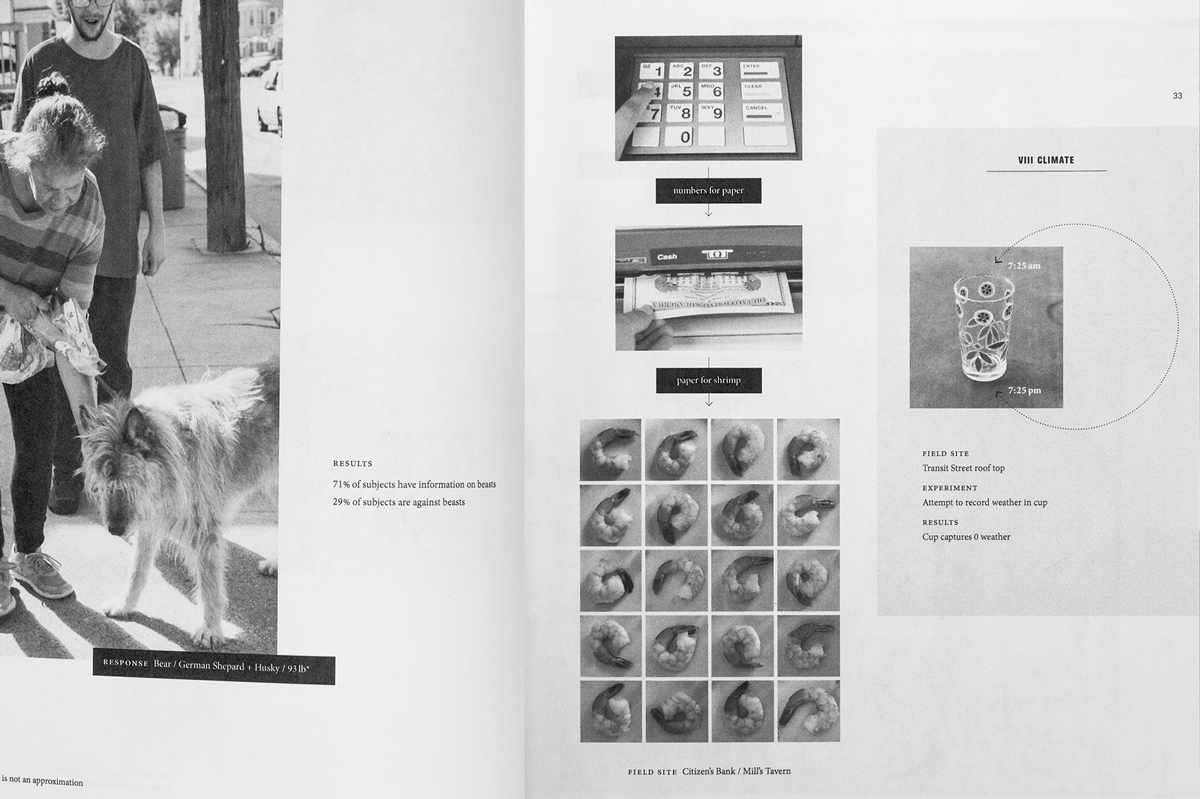 RESULTS
71% of subjects have information on beasts
29% of subjects are against beasts
RESPONSE Bear / German Shepard + Husky / 93 lb*
is not an approximation
QZ 1 ABC 2 DEF 3 ENTER
4 JKL 5 MNO 6 CLEAR
7 TUV 8 WXY 9 CANCEL
0
numbers for paper
Cash
paper for shrimp
FIELD SITE Citizen's Bank / Mill's Tavern
33
VIII CLIMATE
7:25 am
7:25 pm
FIELD SITE
Transit Street roof top
EXPERIMENT
Attempt to record weather in cup
RESULTS
Cup captures 0 weather